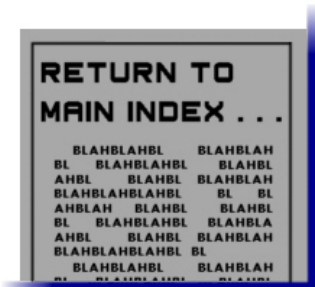 RETURN TO
MAIN INDEX . . .
BLAHBLAHBL BLAHBLAH
BL BLAHBLAHBL BLAHBL
AHBL BLAHBL BLAHBLAH
BLAHBLAHBLAHBL BL BL
AHBLAH BLAHBL BLAHBL
BL BLAHBLAHBL BLAHBLA
AHBL BLAHBL BLAHBLAH
BLAHBLAHBLAHBL BL
BLAHBLAHBL BLAHBLAH